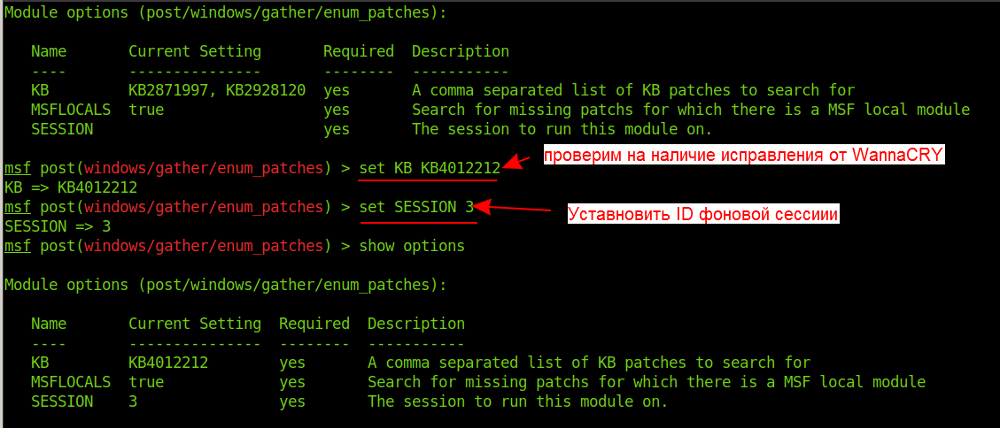 Module options (post/windows/gather/enum_patches):
Name Current Setting Required Description
---- --------------- -------- -----------
KB KB2871997, KB2928120 yes A comma separated list of KB patches to search for
MSFLOCALS true yes Search for missing patchs for which there is a MSF local module
SESSION yes The session to run this module on.
msf post(windows/gather/enum_patches) > set KB KB4012212 проверим на наличие исправления от WannaCRY
KB => KB4012212
msf post(windows/gather/enum_patches) > set SESSION 3 Уставновить ID фоновой сессиии
SESSION => 3
msf post(windows/gather/enum_patches) > show options
Module options (post/windows/gather/enum_patches):
Name Current Setting Required Description
---- --------------- -------- -----------
KB KB4012212 yes A comma separated list of KB patches to search for
MSFLOCALS true yes Search for missing patchs for which there is a MSF local module
SESSION 3 yes The session to run this module on.